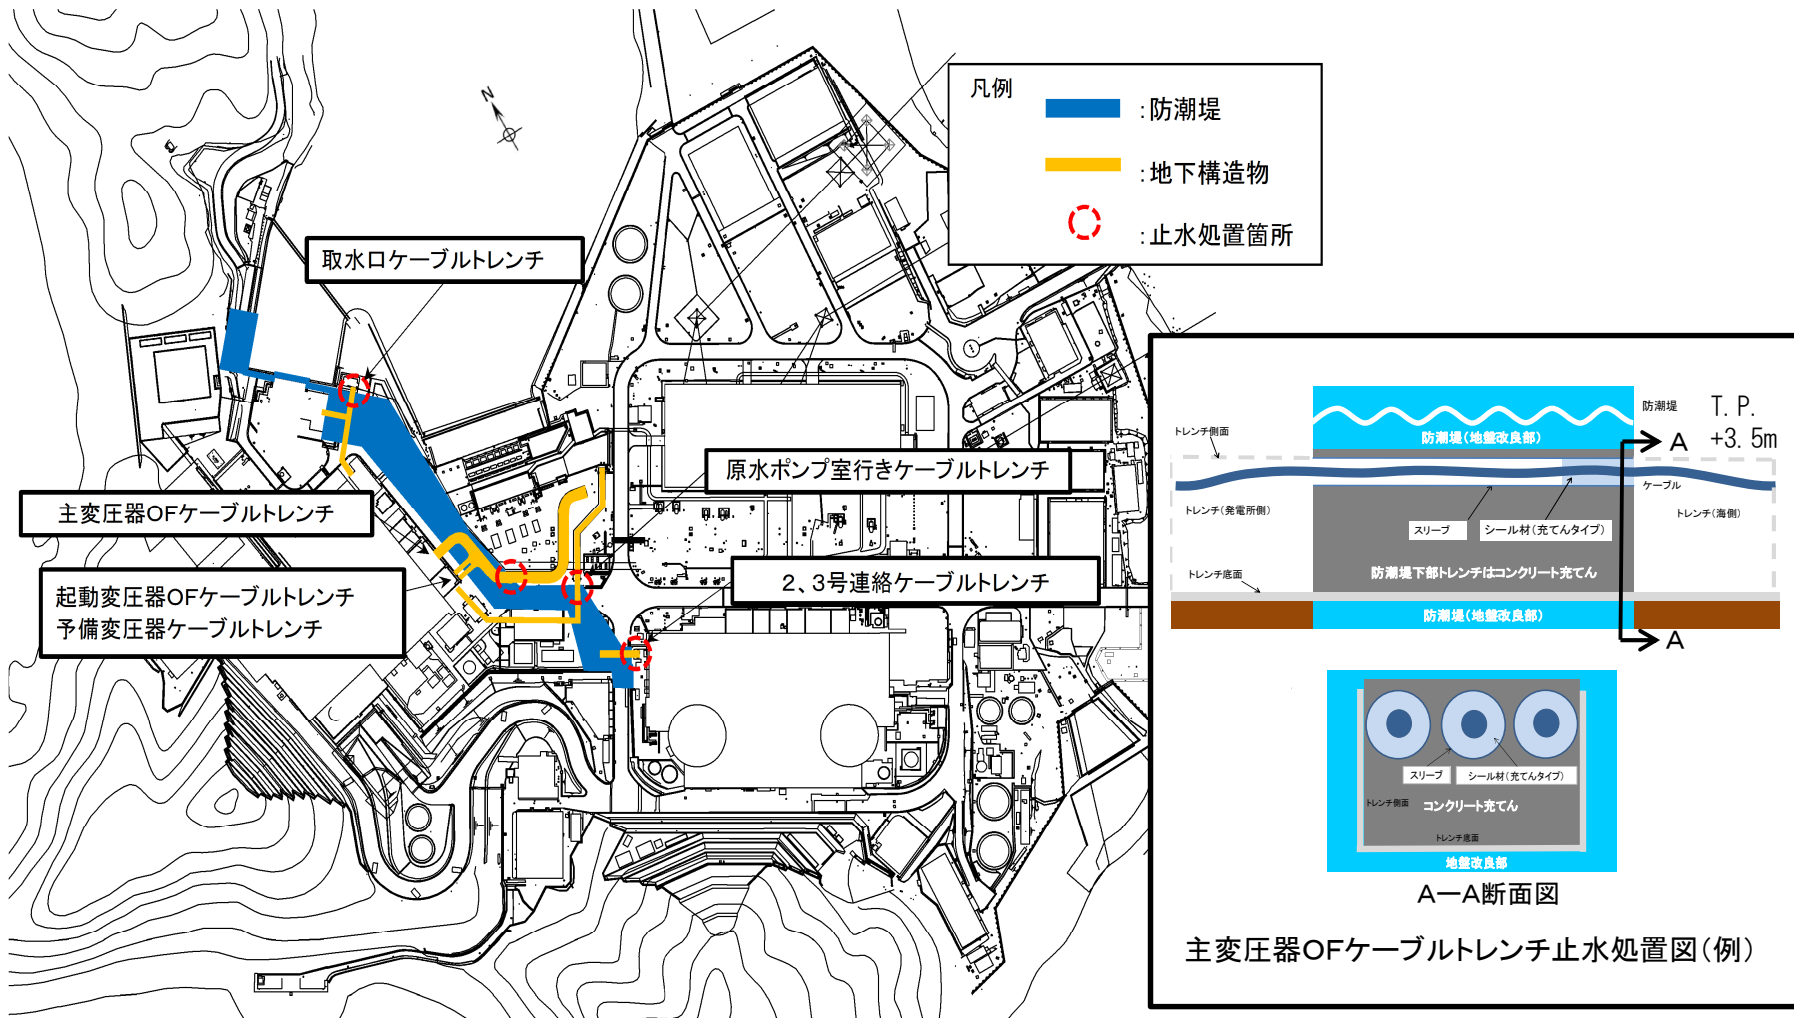 N
凡例
：防潮堤
：地下構造物
：止水処置箇所
取水口ケーブルトレンチ
原水ポンプ室行きケーブルトレンチ
主変圧器OFケーブルトレンチ
起動変圧器OFケーブルトレンチ
予備変圧器ケーブルトレンチ
2、3号連絡ケーブルトレンチ
防潮堤
T.P.
+3.5m
トレンチ側面
防潮堤(地盤改良部)
A
ケーブル
トレンチ(発電所側)
スリーブ
シール材(充てんタイプ)
トレンチ(海側)
防潮堤下部トレンチはコンクリート充てん
トレンチ底面
防潮堤(地盤改良部)
A
スリーブ
シール材(充てんタイプ)
トレンチ側面
コンクリート充てん
トレンチ底面
地盤改良部
A－A断面図
主変圧器OFケーブルトレンチ止水処置図(例)